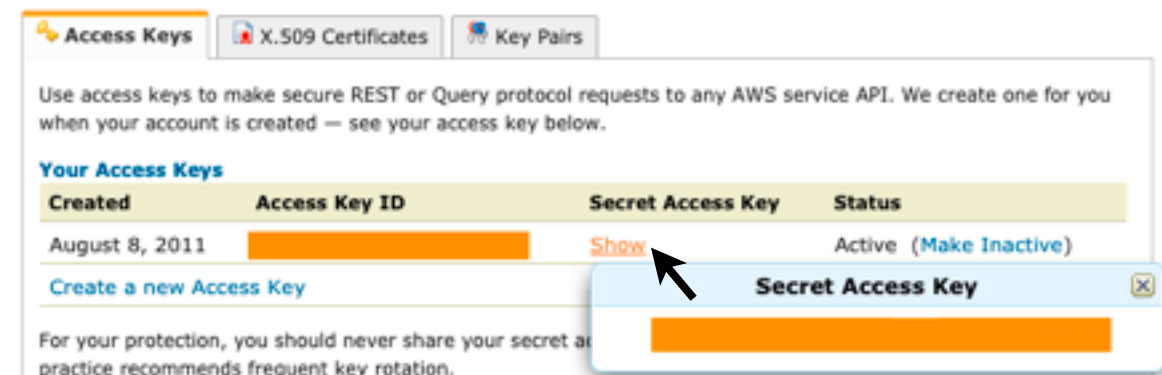 Access Keys X.509 Certificates Key Pairs
Use access keys to make secure REST or Query protocol requests to any AWS service API. We create one for you
when your account is created — see your access key below.
Your Access Keys
Created Access Key ID Secret Access Key Status
August 8, 2011 Show Active (Make Inactive)
Create a new Access Key
Secret Access Key
For your protection, you should never share your secret
practice recommends frequent key rotation.